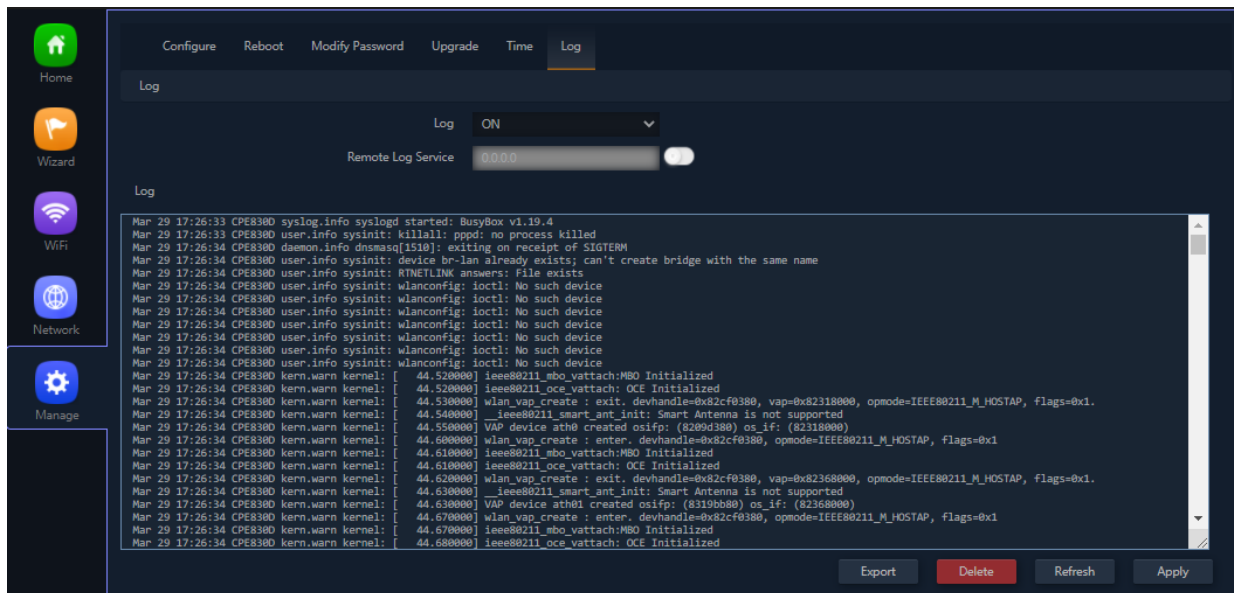 Home
Wizard
WiFi
Network
Manage
Configure Reboot Modify Password Upgrade Time Log
Log
Log ON
Remote Log Service 0.0.0.0
Log
Mar 29 17:26:33 CPE830D syslog.info syslogd started: BusyBox v1.19.4
Mar 29 17:26:33 CPE830D user.info sysinit: killall: pppd: no process killed
Mar 29 17:26:34 CPE830D daemon.info dnsmasq[1510]: exiting on receipt of SIGTERM
Mar 29 17:26:34 CPE830D user.info sysinit: device br-lan already exists; can't create bridge with the same name
Mar 29 17:26:34 CPE830D user.info sysinit: RTNETLINK answers: File exists
Mar 29 17:26:34 CPE830D user.info sysinit: wlanconfig: ioctl: No such device
Mar 29 17:26:34 CPE830D user.info sysinit: wlanconfig: ioctl: No such device
Mar 29 17:26:34 CPE830D user.info sysinit: wlanconfig: ioctl: No such device
Mar 29 17:26:34 CPE830D user.info sysinit: wlanconfig: ioctl: No such device
Mar 29 17:26:34 CPE830D user.info sysinit: wlanconfig: ioctl: No such device
Mar 29 17:26:34 CPE830D user.info sysinit: wlanconfig: ioctl: No such device
Mar 29 17:26:34 CPE830D user.info sysinit: wlanconfig: ioctl: No such device
Mar 29 17:26:34 CPE830D kern.warn kernel: [ 44.520000] ieee80211_mbo_vattach:MBO Initialized
Mar 29 17:26:34 CPE830D kern.warn kernel: [ 44.520000] ieee80211_oce_vattach: OCE Initialized
Mar 29 17:26:34 CPE830D kern.warn kernel: [ 44.530000] wlan_vap_create : exit. devhandle=0x82cf0380, vap=0x82318000, opmode=IEEE80211_M_HOSTAP, flags=0x1.
Mar 29 17:26:34 CPE830D kern.warn kernel: [ 44.540000] __ieee80211_smart_ant_init: Smart Antenna is not supported
Mar 29 17:26:34 CPE830D kern.warn kernel: [ 44.550000] VAP device ath0 created osifp: (8209d380) os_if: (82318000)
Mar 29 17:26:34 CPE830D kern.warn kernel: [ 44.600000] wlan_vap_create : enter. devhandle=0x82cf0380, opmode=IEEE80211_M_HOSTAP, flags=0x1
Mar 29 17:26:34 CPE830D kern.warn kernel: [ 44.610000] ieee80211_mbo_vattach:MBO Initialized
Mar 29 17:26:34 CPE830D kern.warn kernel: [ 44.610000] ieee80211_oce_vattach: OCE Initialized
Mar 29 17:26:34 CPE830D kern.warn kernel: [ 44.620000] wlan_vap_create : exit. devhandle=0x82cf0380, vap=0x82368000, opmode=IEEE80211_M_HOSTAP, flags=0x1.
Mar 29 17:26:34 CPE830D kern.warn kernel: [ 44.630000] __ieee80211_smart_ant_init: Smart Antenna is not supported
Mar 29 17:26:34 CPE830D kern.warn kernel: [ 44.630000] VAP device ath01 created osifp: (8319bb80) os_if: (82368000)
Mar 29 17:26:34 CPE830D kern.warn kernel: [ 44.670000] wlan_vap_create : enter. devhandle=0x82cf0380, opmode=IEEE80211_M_HOSTAP, flags=0x1
Mar 29 17:26:34 CPE830D kern.warn kernel: [ 44.670000] ieee80211_mbo_vattach:MBO Initialized
Mar 29 17:26:34 CPE830D kern.warn kernel: [ 44.680000] ieee80211_oce_vattach: OCE Initialized
Export Delete Refresh Apply